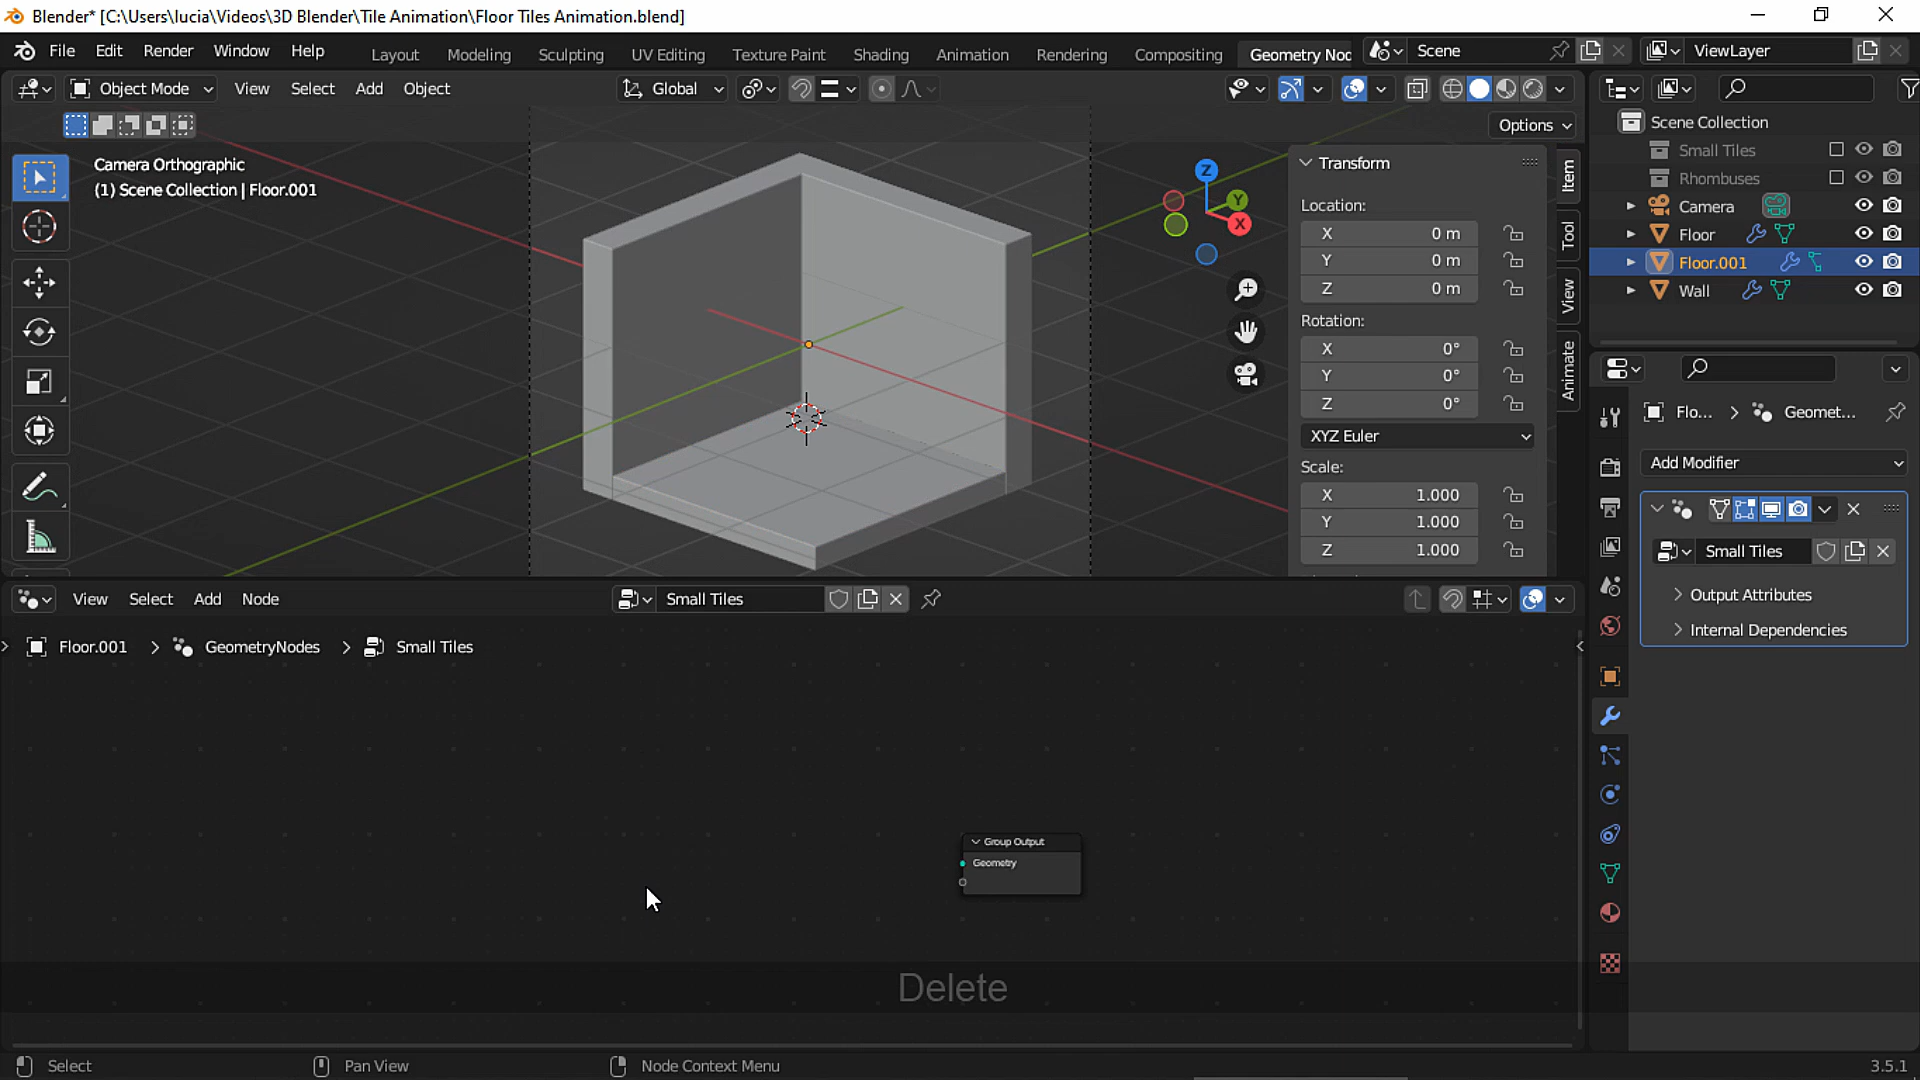 Blender* [C:\Users\lucia\Videos\3D Blender\Tile Animation\Floor Tiles Animation.blend]
File Edit Render Window Help Layout Modeling Sculpting UV Editing Texture Paint Shading Animation Rendering Compositing Geometry Noc Scene ViewLayer
Object Mode View Select Add Object Global
Options
Camera Orthographic
(1) Scene Collection | Floor.001
Z
Y
X
Transform
Location:
X 0 m
Y 0 m
Z 0 m
Rotation:
X 0°
Y 0°
Z 0°
XYZ Euler
Scale:
X 1.000
Y 1.000
Z 1.000
Item
Tool
View
Animate
Scene Collection
Small Tiles
Rhombuses
Camera
Floor
Floor.001
Wall
Flo... > Geomet...
Add Modifier
Small Tiles
Output Attributes
Internal Dependencies
View Select Add Node Small Tiles
Floor.001 > GeometryNodes > Small Tiles
Group Output
Geometry
Delete
Select Pan View Node Context Menu 3.5.1